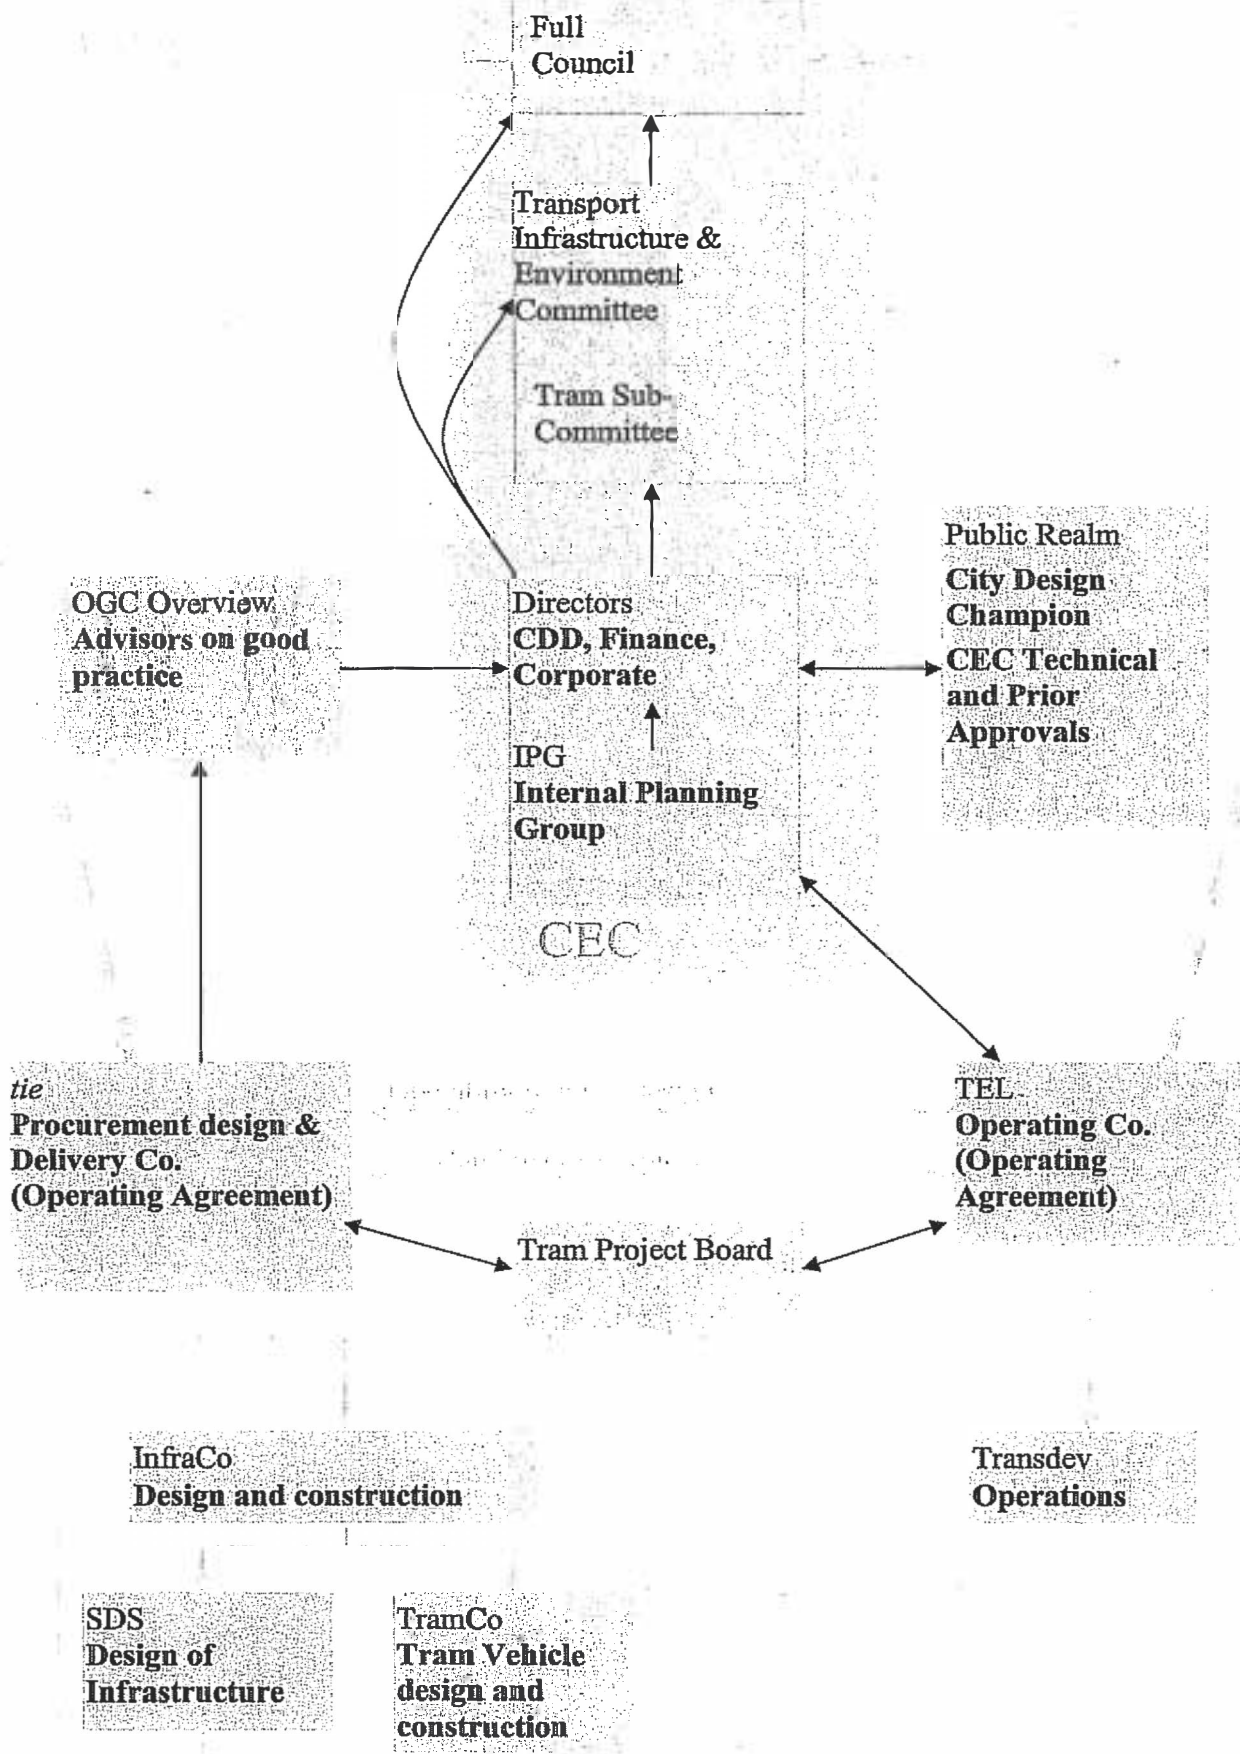 Full
Council
Transport
Infrastructure &
Environment
Committee
Tram Sub-
Committee
Public Realm
City Design
Champion
CEC Technical
and Prior
Approvals
OGC Overview
Advisors on good
practice
Directors
CDD, Finance,
Corporate
IPG
Internal Planning
Group
CEC
tie
Procurement design &
Delivery Co.
(Operating Agreement)
TEL
Operating Co.
(Operating
Agreement)
Tram Project Board
InfraCo
Design and construction
Transdev
Operations
SDS
Design of
Infrastructure
TramCo
Tram Vehicle
design and
construction